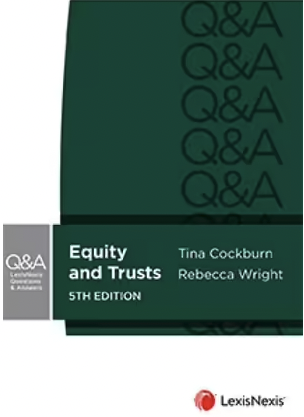 Q&A
Q&A
Q&A
Q&A
Q&A
Q&A
Q&A
LexisNexis
Questions
& Answers
Equity
and Trusts
5TH EDITION
Tina Cockburn
Rebecca Wright
Q&A
LexisNexis®